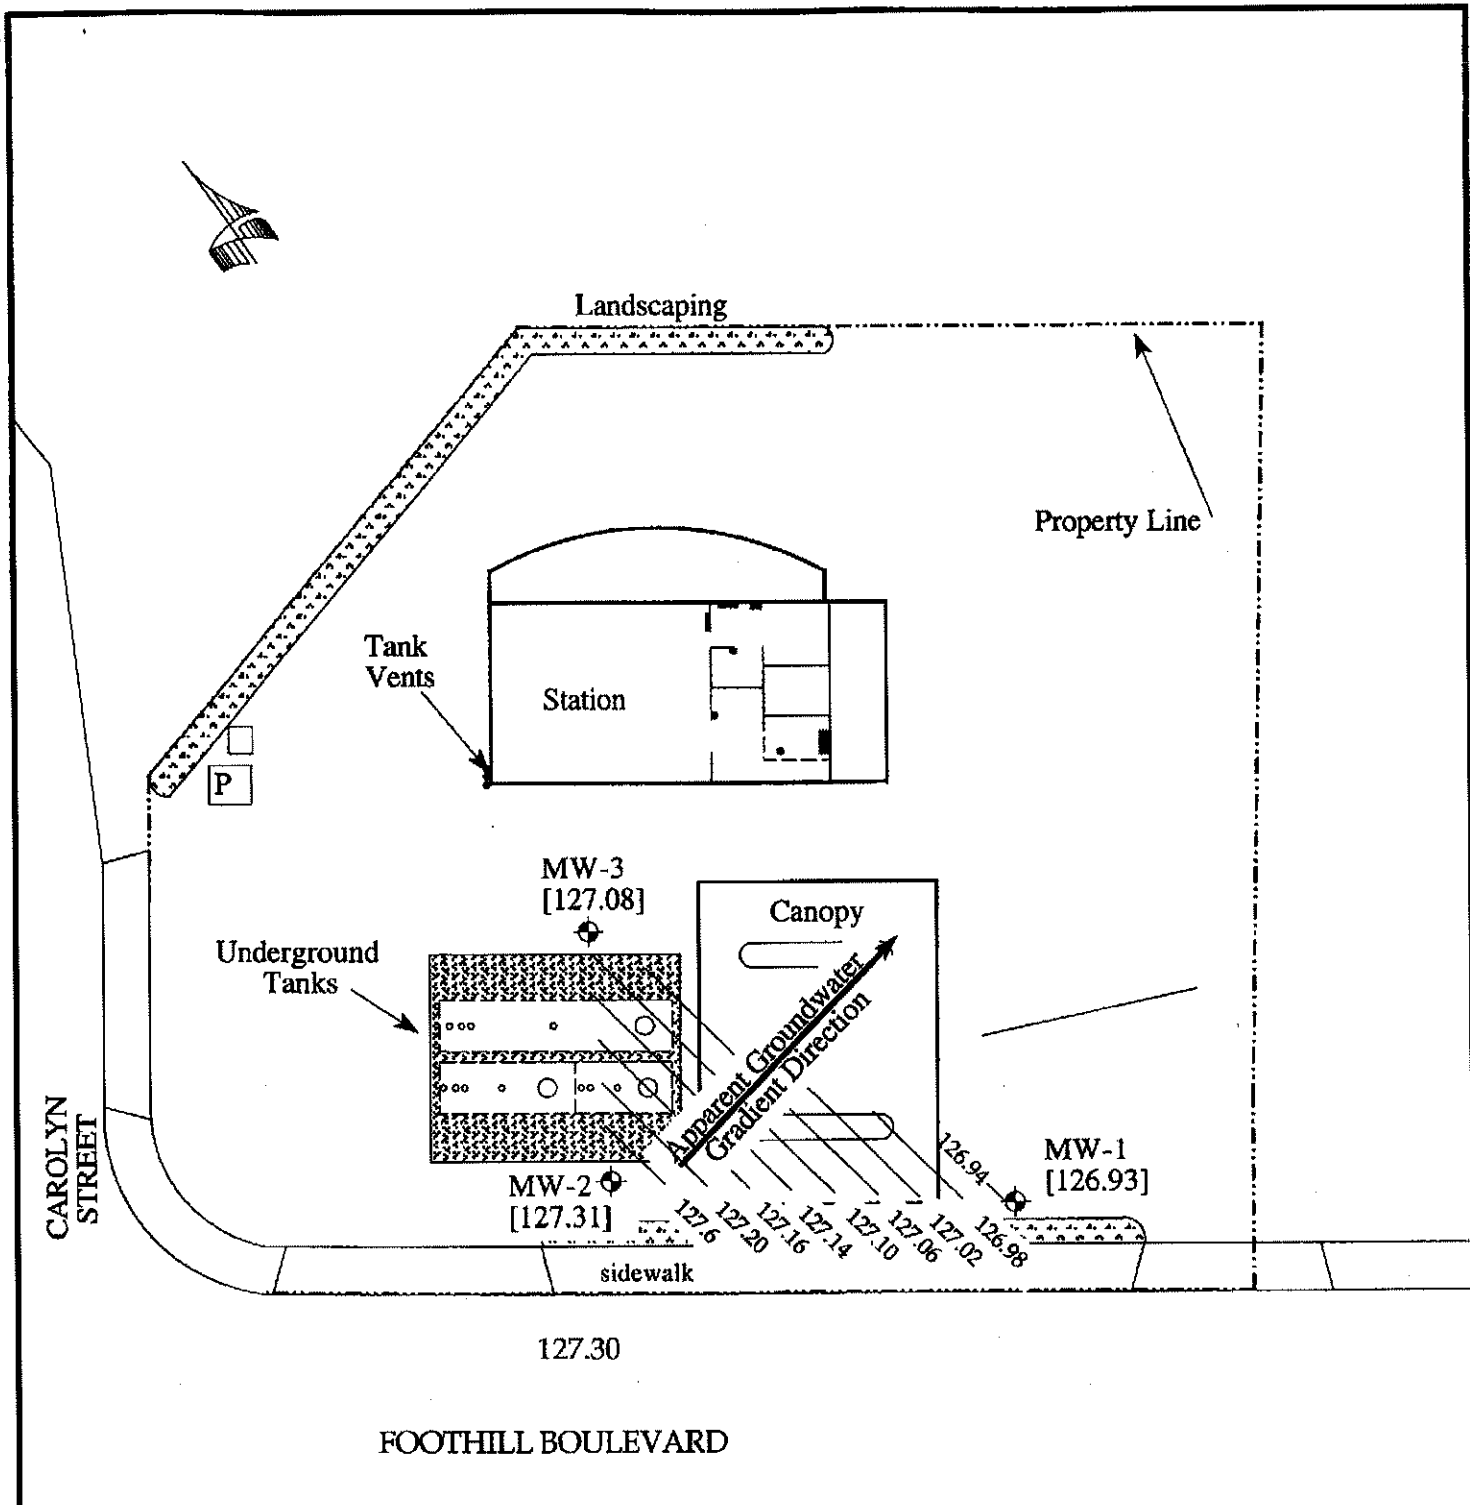 Landscaping
Property Line
Tank
Vents
Station
P
MW-3
[127.08]
Canopy
Underground
Tanks
Apparent Groundwater
Gradient Direction
CAROLYN
STREET
126.94
MW-1
[126.93]
MW-2
[127.31]
127.6
127.20
127.16
127.14
127.10
127.06
127.02
126.98
sidewalk
127.30
FOOTHILL BOULEVARD